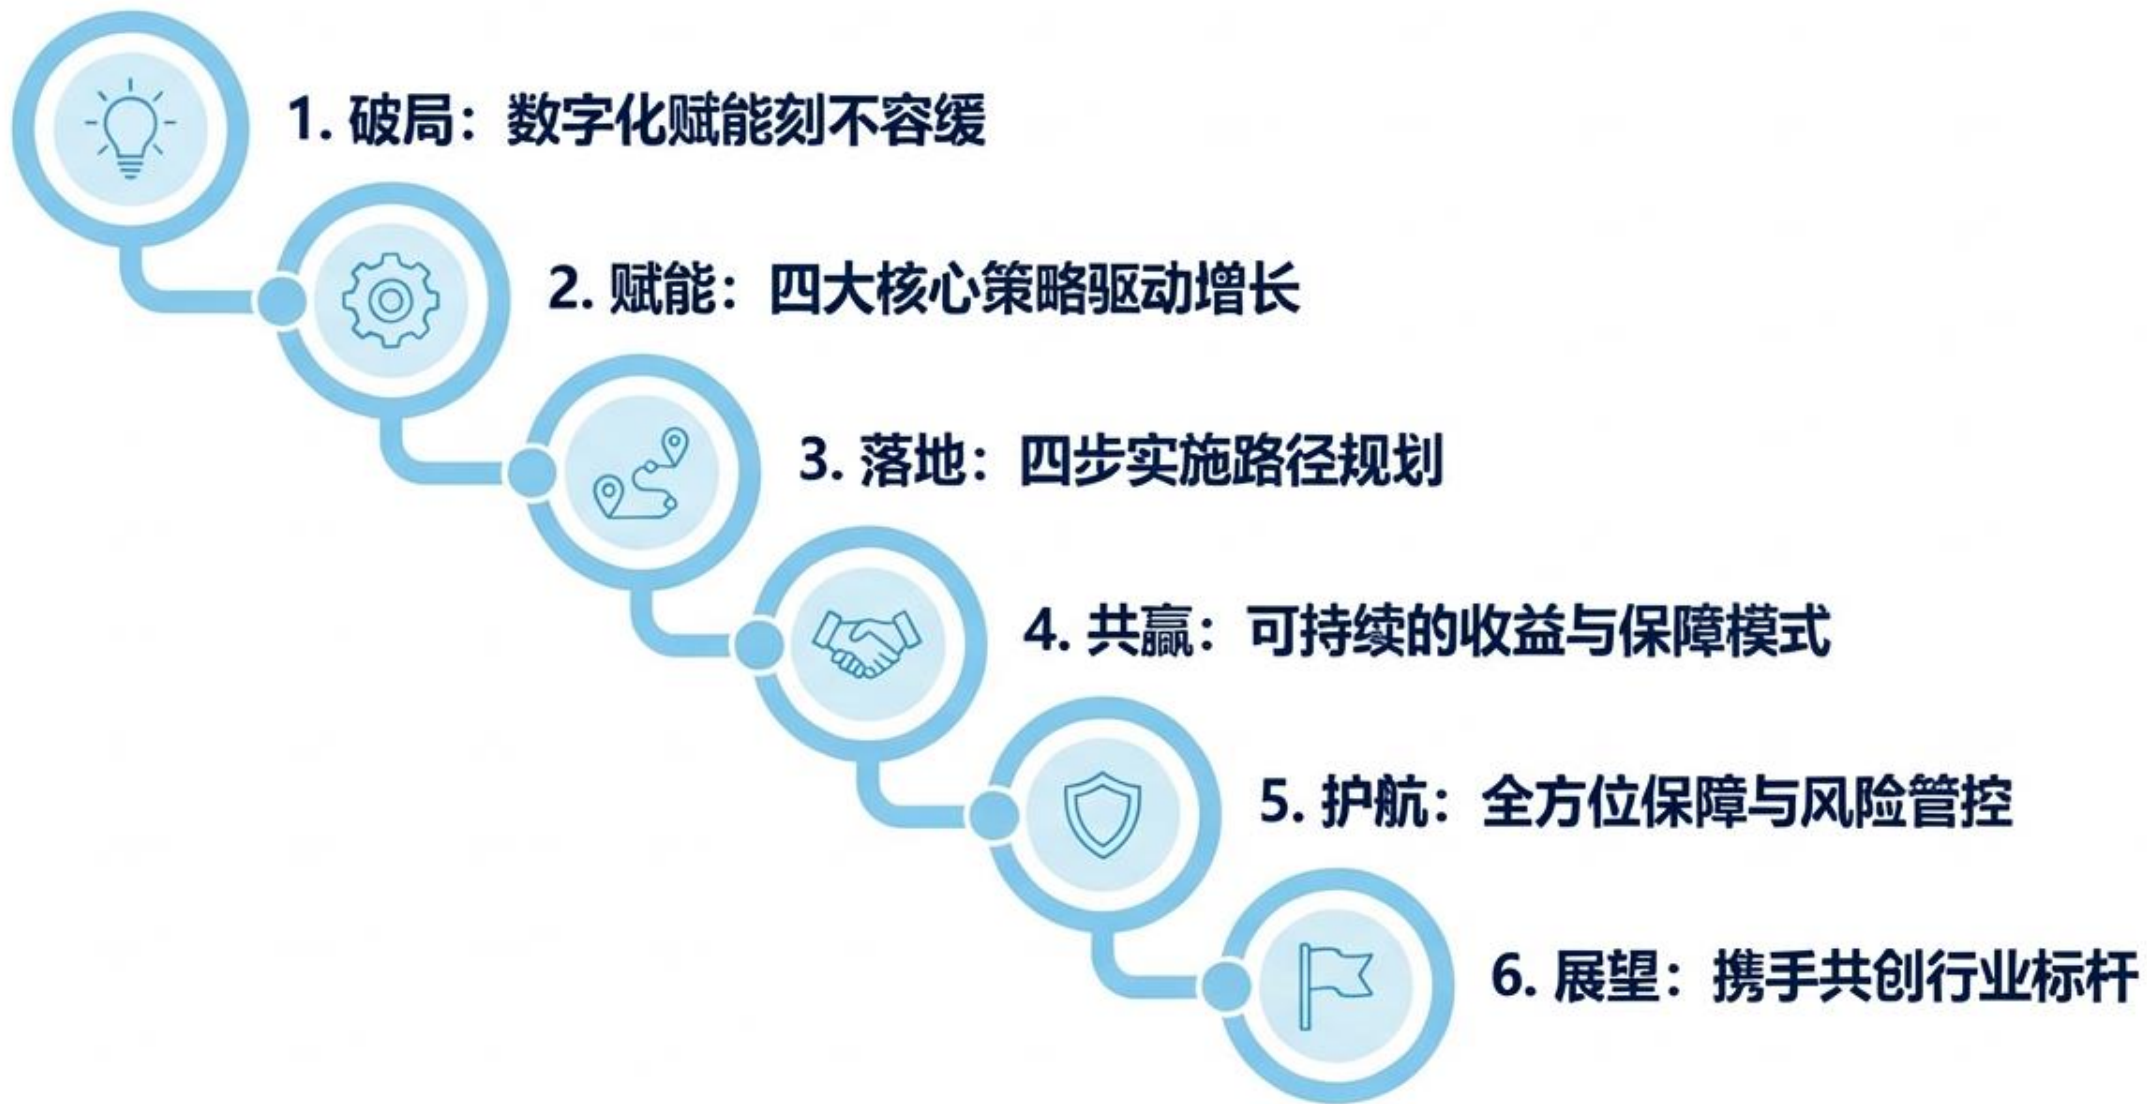 1. 破局：数字化赋能刻不容缓
2. 赋能：四大核心策略驱动增长
3. 落地：四步实施路径规划
4. 共赢：可持续的收益与保障模式
5. 护航：全方位保障与风险管控
6. 展望：携手共创行业标杆